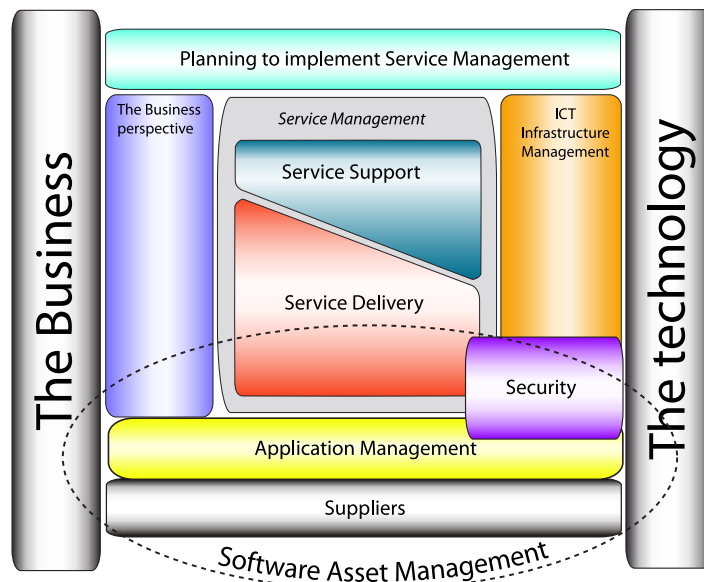 Planning to implement Service Management
The Business
The Business
perspective
Service Management
Service Support
Service Delivery
ICT
Infrastructure
Management
The technology
Security
Application Management
Suppliers
Software Asset Management